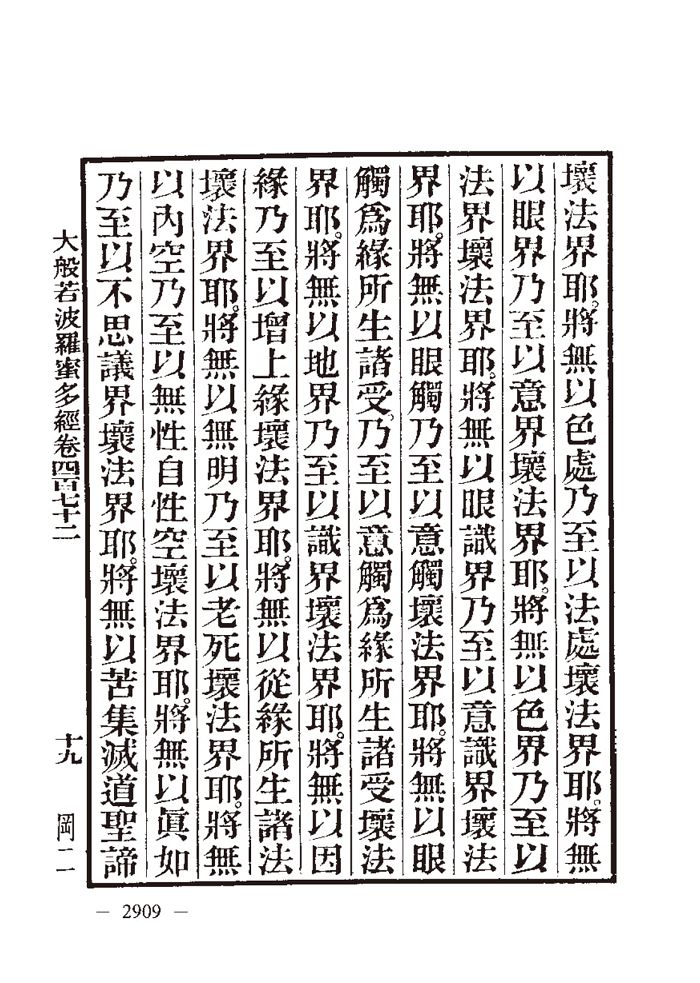 壞法界耶。將無以色處乃至以法處壞法界耶。將無
以眼界乃至以意界壞法界耶。將無以色界乃至以
法界壞法界耶。將無以眼識界乃至以意識界壞法
界耶。將無以眼觸乃至以意觸壞法界耶。將無以眼
觸爲緣所生諸受。乃至以意觸爲緣所生諸受壞法
界耶。將無以地界乃至以識界壞法界耶。將無以因
緣乃至以增上緣壞法界耶。將無以從緣所生諸法
壞法界耶。將無以無明乃至以老死壞法界耶。將無
以內空乃至以無性自性空壞法界耶。將無以眞如
乃至以不思議界壞法界耶。將無以苦集滅道聖諦
大般若波羅蜜多經卷四百七十二 十九 岡二
— 2909 —